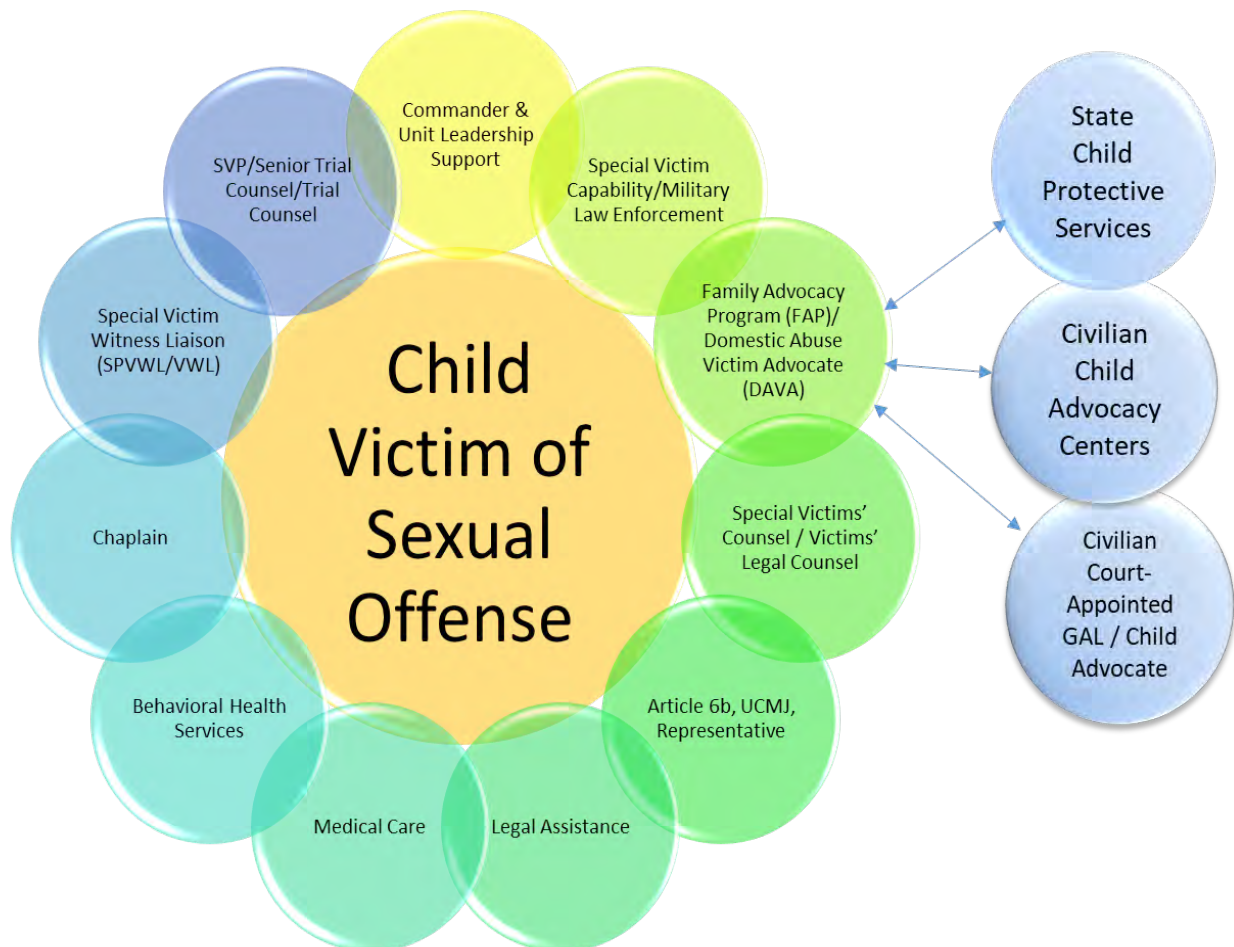 Commander &
Unit Leadership
Support
Special Victim
Capability/Military
Law Enforcement
Family Advocacy
Program (FAP)/
Domestic Abuse
Victim Advocate
(DAVA)
Special Victims’
Counsel / Victims’
Legal Counsel
Article 6b, UCMJ,
Representative
Legal Assistance
Medical Care
Behavioral Health
Services
Chaplain
Special Victim
Witness Liaison
(SPVWL/VWL)
SVP/Senior Trial
Counsel/Trial
Counsel
Child
Victim of
Sexual
Offense
State
Child
Protective
Services
Civilian
Child
Advocacy
Centers
Civilian
Court-
Appointed
GAL / Child
Advocate